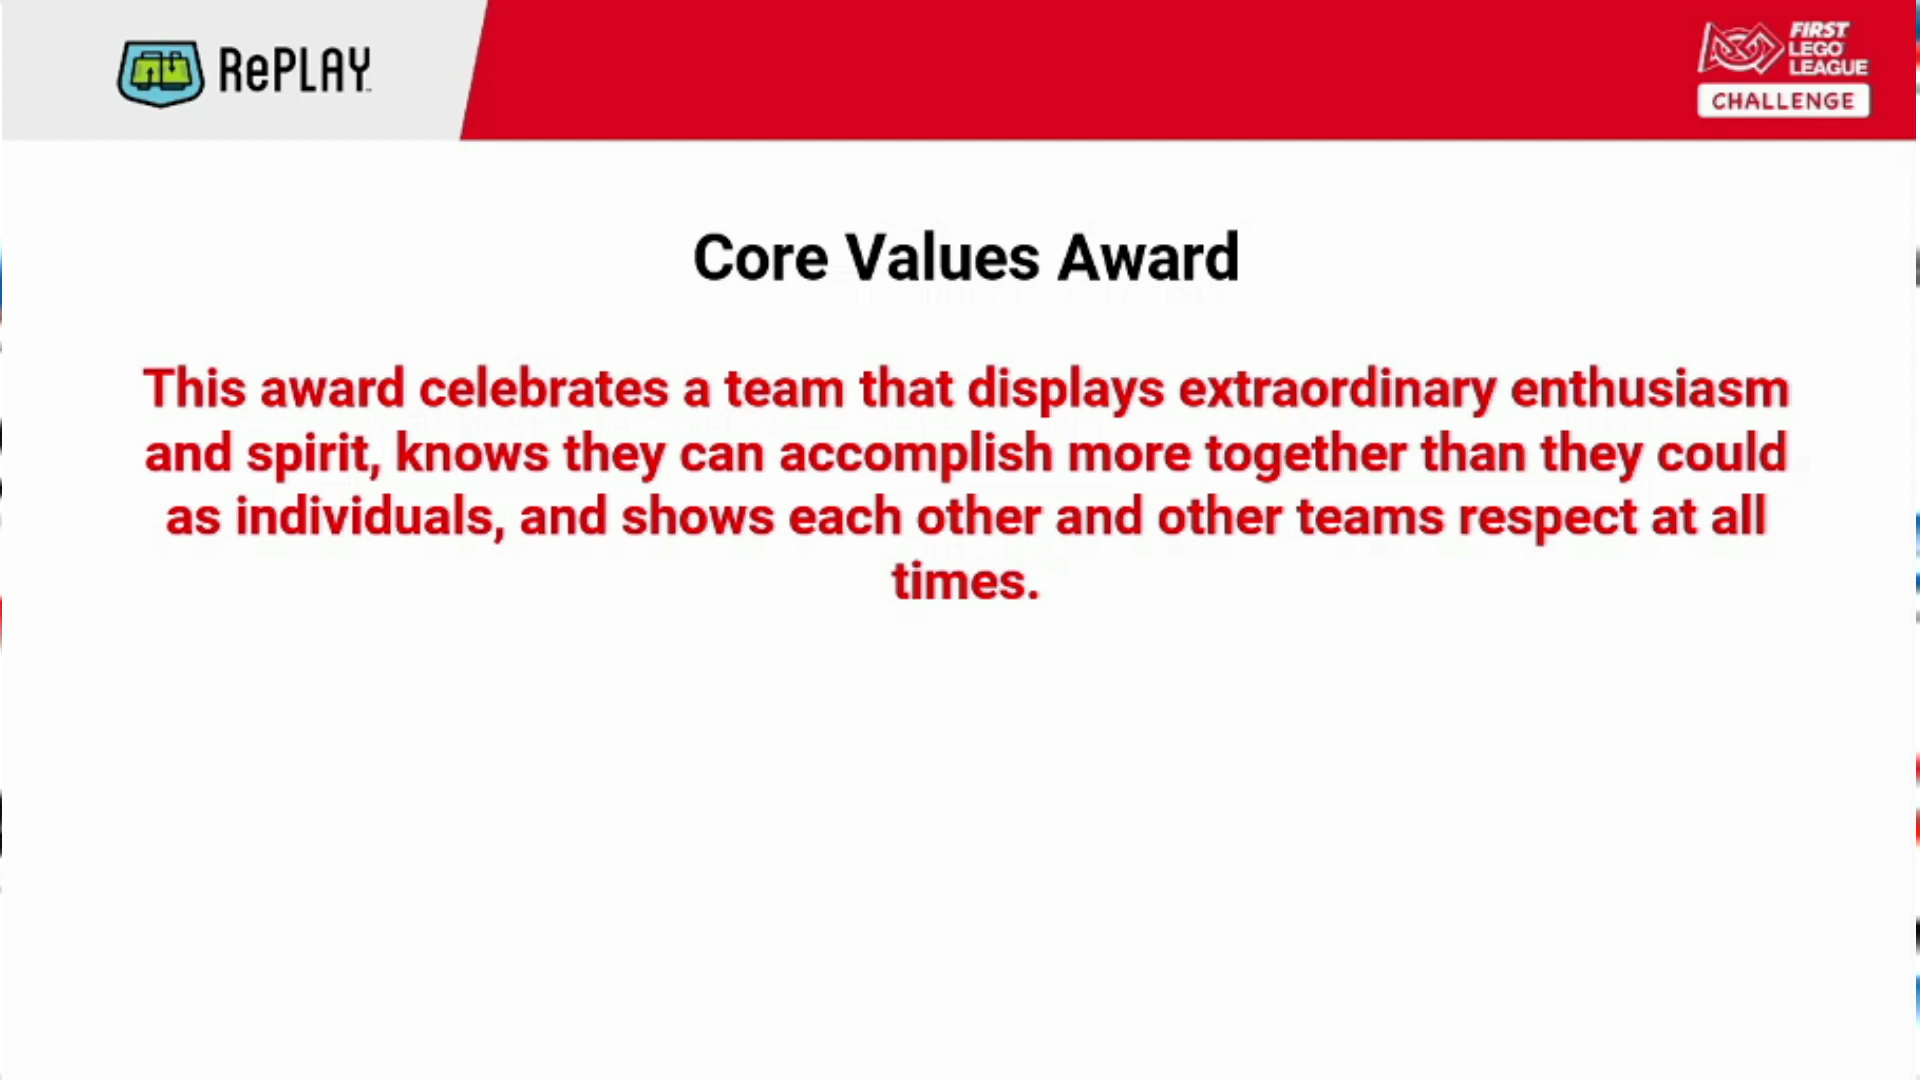 RePLAY
FIRST
LEGO
LEAGUE
CHALLENGE
Core Values Award
This award celebrates a team that displays extraordinary enthusiasm
and spirit, knows they can accomplish more together than they could
as individuals, and shows each other and other teams respect at all
times.